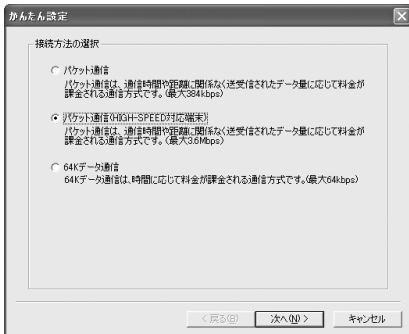 かんたん設定
接続方法の選択
パケット通信
パケット通信は、通信時間や距離に関係なく送受信されたデータ量に応じて料金が
課金される通信方式です。(最大384kbps)
パケット通信(HIGH-SPEED対応端末)
パケット通信は、通信時間や距離に関係なく送受信されたデータ量に応じて料金が
課金される通信方式です。(最大3.6Mbps)
64Kデータ通信
64Kデータ通信は、時間に応じて料金が課金される通信方式です。(最大64kbps)
< 戻る(B) 次へ(N) > キャンセル